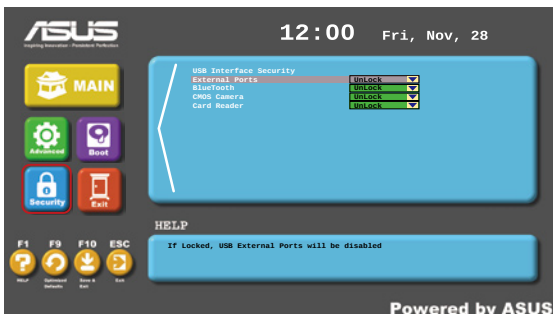 ASUS
Inspiring Innovation · Persistent Perfection
12:00 Fri, Nov, 28
MAIN
Advanced
Boot
Security
Exit
USB Interface Security
External Ports UnLock
BlueTooth UnLock
CMOS Camera UnLock
Card Reader UnLock
HELP
If Locked, USB External Ports will be disabled
F1 F9 F10 ESC
HELP Optimized Defaults Save & Exit Exit
Powered by ASUS